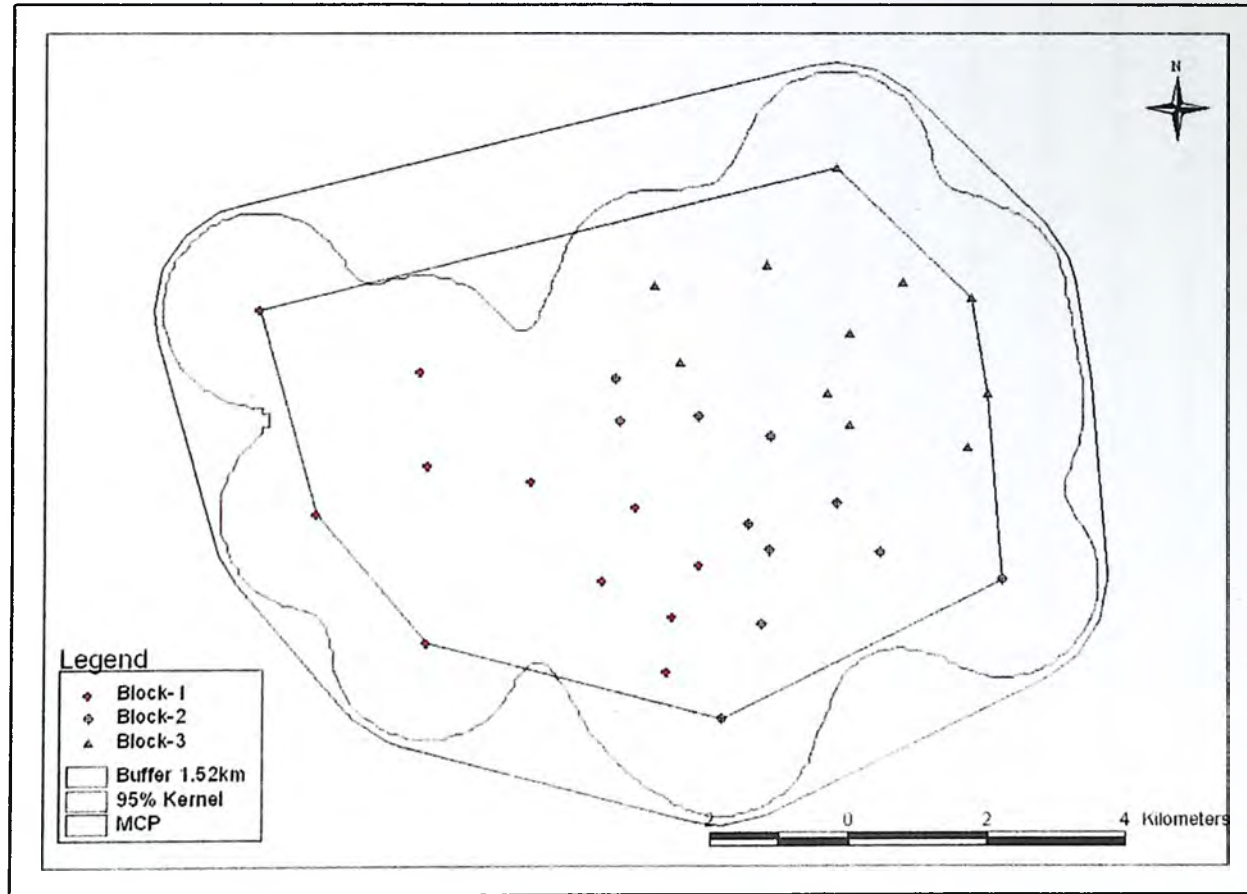 N
Legend
Block-1
Block-2
Block-3
Buffer 1.52km
95% Kernel
MCP
2 0 2 4 Kilometers